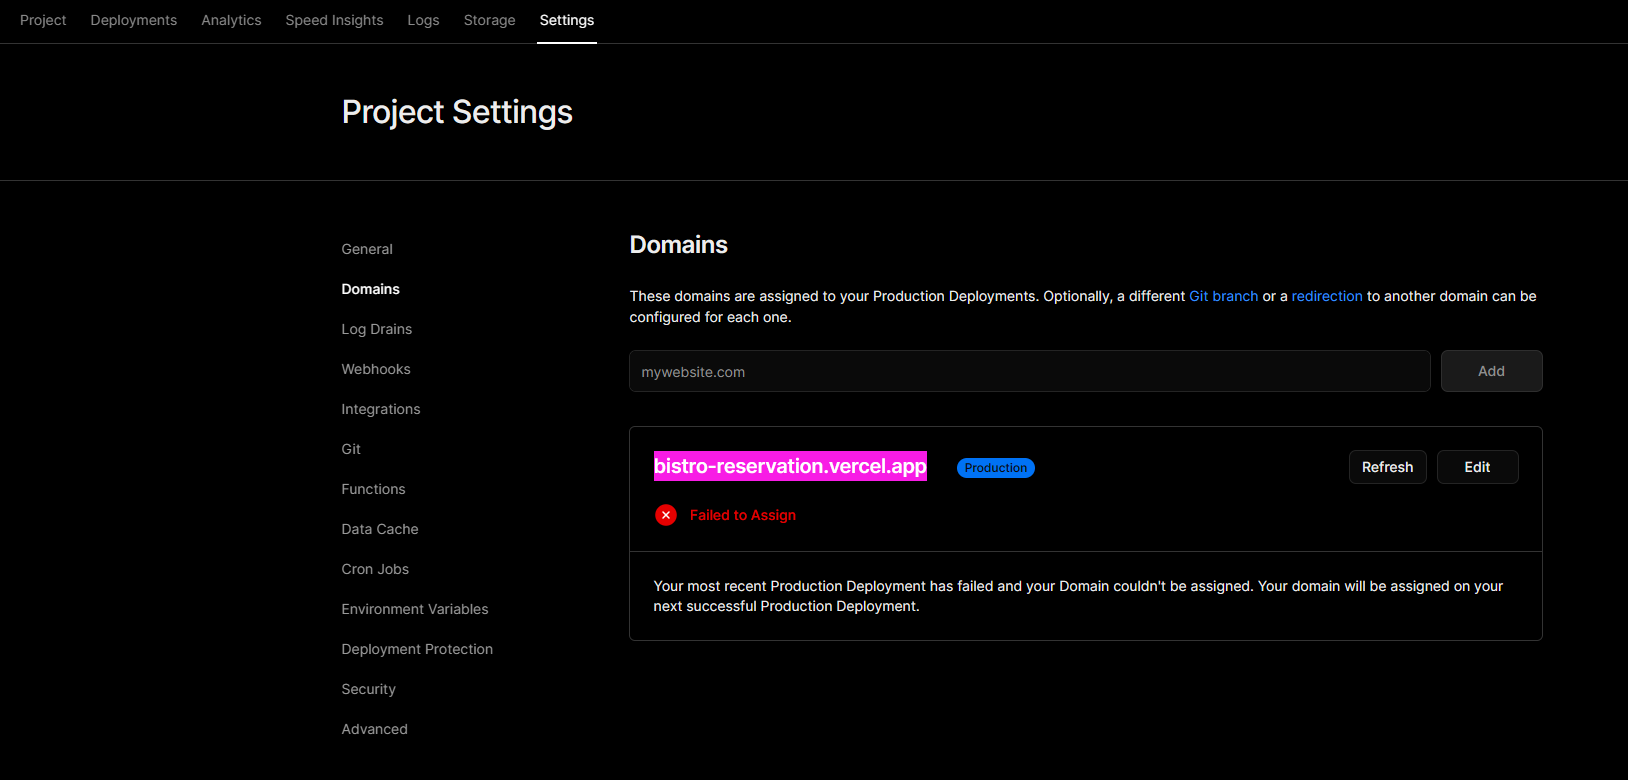 Project Deployments Analytics Speed Insights Logs Storage Settings
Project Settings
General
Domains
Log Drains
Webhooks
Integrations
Git
Functions
Data Cache
Cron Jobs
Environment Variables
Deployment Protection
Security
Advanced
Domains
These domains are assigned to your Production Deployments. Optionally, a different Git branch or a redirection to another domain can be
configured for each one.
mywebsite.com Add
bistro-reservation.vercel.app Production Refresh Edit
Failed to Assign
Your most recent Production Deployment has failed and your Domain couldn't be assigned. Your domain will be assigned on your
next successful Production Deployment.